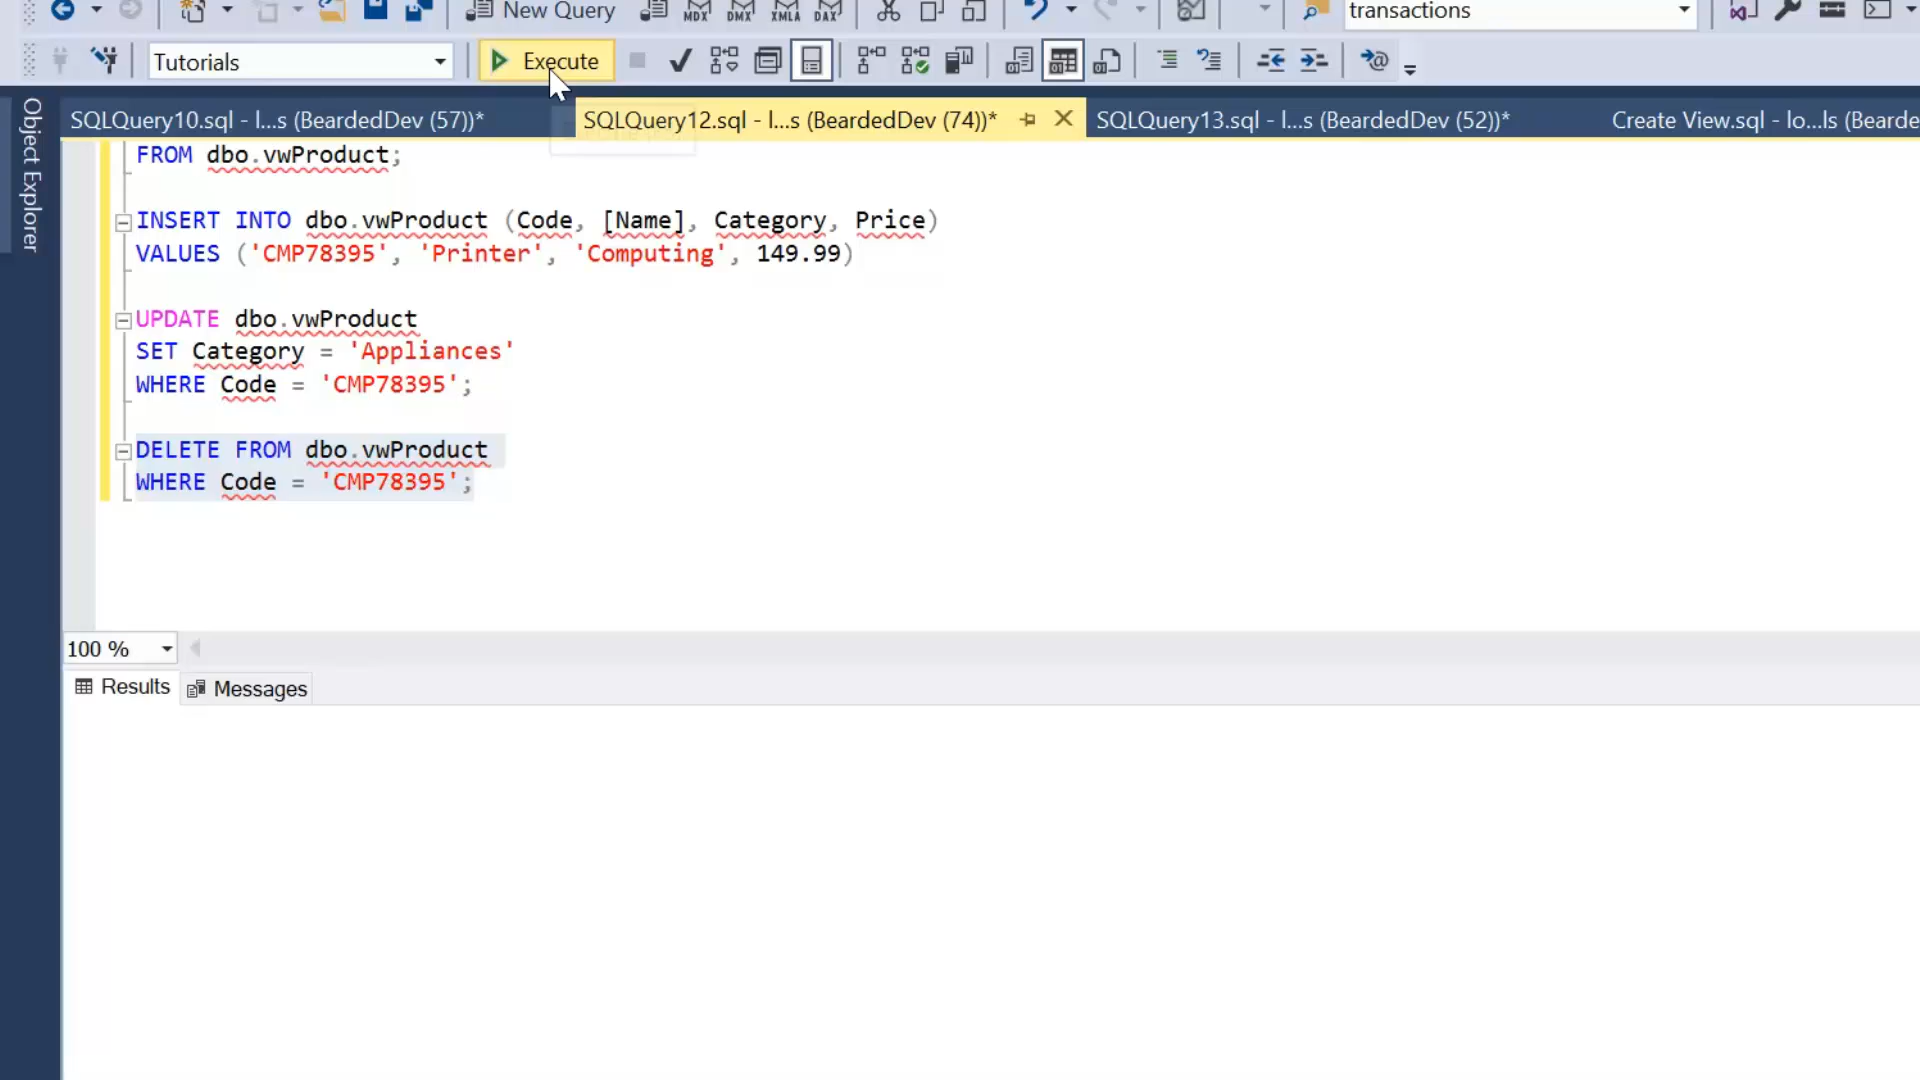 New Query
MDX
DMX
XMLA
DAX
transactions
Tutorials
Execute
Object Explorer
SQLQuery10.sql - l...s (BeardedDev (57))*
SQLQuery12.sql - l...s (BeardedDev (74))*
SQLQuery13.sql - l...s (BeardedDev (52))*
Create View.sql - lo...ls (Bearde
FROM dbo.vwProduct;
INSERT INTO dbo.vwProduct (Code, [Name], Category, Price)
VALUES ('CMP78395', 'Printer', 'Computing', 149.99)
UPDATE dbo.vwProduct
SET Category = 'Appliances'
WHERE Code = 'CMP78395';
DELETE FROM dbo.vwProduct
WHERE Code = 'CMP78395';
100 %
Results
Messages